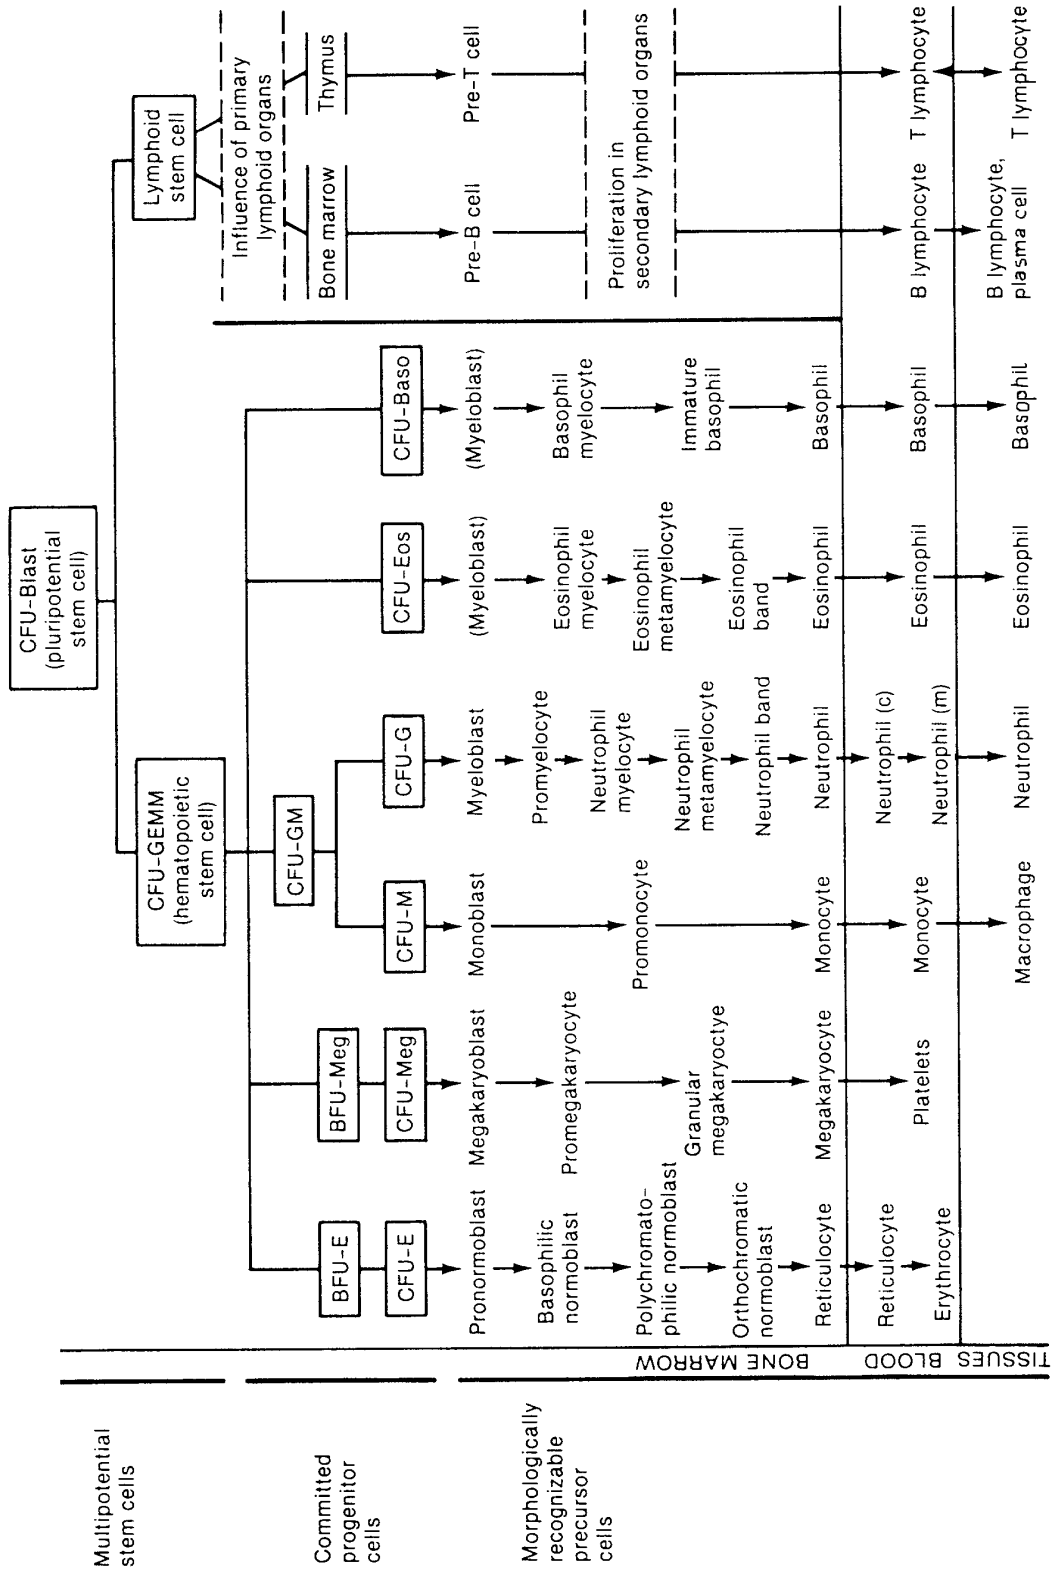 CFU-Blast
(pluripotential
stem cell)
CFU-GEMM
(hematopoietic
stem cell)
Lymphoid
stem cell
Multipotential
stem cells
Influence of primary
lymphoid organs
Bone marrow
Thymus
Committed
progenitor
cells
CFU-GM
BFU-E
BFU-Meg
CFU-E
CFU-Meg
CFU-M
CFU-G
CFU-Eos
CFU-Baso
Morphologically
recognizable
precursor
cells
Pronormoblast
Basophilic
normoblast
Polychromato-
philic normoblast
Orthochromatic
normoblast
Reticulocyte
Reticulocyte
Erythrocyte
Megakaryoblast
Promegakaryocyte
Granular
megakaryoctye
Megakaryocyte
Platelets
Monoblast
Promonocyte
Monocyte
Monocyte
Macrophage
Myeloblast
Promyelocyte
Neutrophil
myelocyte
Neutrophil
metamyelocyte
Neutrophil band
Neutrophil
Neutrophil (c)
Neutrophil (m)
Neutrophil
(Myeloblast)
Eosinophil
myelocyte
Eosinophil
metamyelocyte
Eosinophil
band
Eosinophil
Eosinophil
Eosinophil
(Myeloblast)
Basophil
myelocyte
Immature
basophil
Basophil
Basophil
Basophil
Pre-B cell
Pre-T cell
Proliferation in
secondary lymphoid organs
B lymphocyte
T lymphocyte
B lymphocyte,
plasma cell
T lymphocyte
BONE MARROW
BLOOD
TISSUES